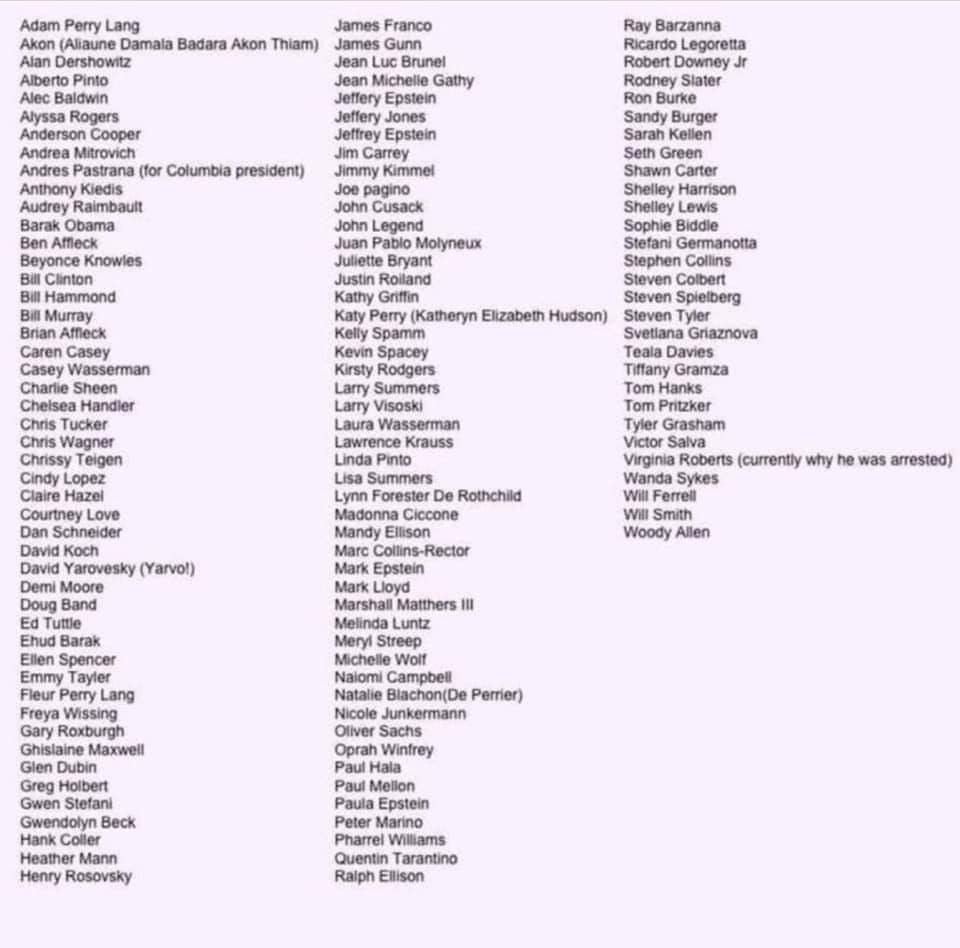 Adam Perry Lang
Akon (Aliaune Damala Badara Akon Thiam)
Alan Dershowitz
Alberto Pinto
Alec Baldwin
Alyssa Rogers
Anderson Cooper
Andrea Mitrovich
Andres Pastrana (for Columbia president)
Anthony Kiedis
Audrey Raimbault
Barak Obama
Ben Affleck
Beyonce Knowles
Bill Clinton
Bill Hammond
Bill Murray
Brian Affleck
Caren Casey
Casey Wasserman
Charlie Sheen
Chelsea Handler
Chris Tucker
Chris Wagner
Chrissy Teigen
Cindy Lopez
Claire Hazel
Courtney Love
Dan Schneider
David Koch
David Yarovesky (Yarvo!)
Demi Moore
Doug Band
Ed Tuttle
Ehud Barak
Ellen Spencer
Emmy Tayler
Fleur Perry Lang
Freya Wissing
Gary Roxburgh
Ghislaine Maxwell
Glen Dubin
Greg Holbert
Gwen Stefani
Gwendolyn Beck
Hank Coller
Heather Mann
Henry Rosovsky
James Franco
James Gunn
Jean Luc Brunel
Jean Michelle Gathy
Jeffery Epstein
Jeffery Jones
Jeffrey Epstein
Jim Carrey
Jimmy Kimmel
Joe pagino
John Cusack
John Legend
Juan Pablo Molyneux
Juliette Bryant
Justin Roiland
Kathy Griffin
Katy Perry (Katheryn Elizabeth Hudson)
Kelly Spamm
Kevin Spacey
Kirsty Rodgers
Larry Summers
Larry Visoski
Laura Wasserman
Lawrence Krauss
Linda Pinto
Lisa Summers
Lynn Forester De Rothchild
Madonna Ciccone
Mandy Ellison
Marc Collins-Rector
Mark Epstein
Mark Lloyd
Marshall Matthers III
Melinda Luntz
Meryl Streep
Michelle Wolf
Naiomi Campbell
Natalie Blachon(De Perrier)
Nicole Junkermann
Oliver Sachs
Oprah Winfrey
Paul Hala
Paul Mellon
Paula Epstein
Peter Marino
Pharrel Williams
Quentin Tarantino
Ralph Ellison
Ray Barzanna
Ricardo Legoretta
Robert Downey Jr
Rodney Slater
Ron Burke
Sandy Burger
Sarah Kellen
Seth Green
Shawn Carter
Shelley Harrison
Shelley Lewis
Sophie Biddle
Stefani Germanotta
Stephen Collins
Steven Colbert
Steven Spielberg
Steven Tyler
Svetlana Griaznova
Teala Davies
Tiffany Gramza
Tom Hanks
Tom Pritzker
Tyler Grasham
Victor Salva
Virginia Roberts (currently why he was arrested)
Wanda Sykes
Will Ferrell
Will Smith
Woody Allen